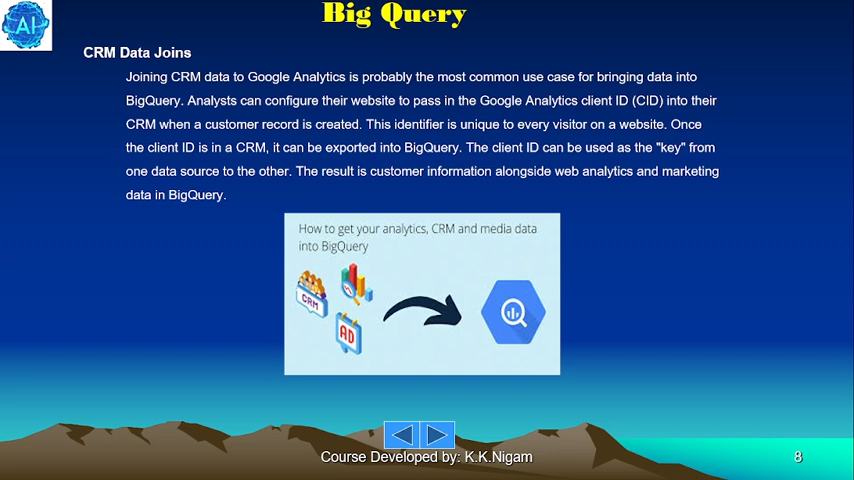 AI
Big Query
CRM Data Joins
Joining CRM data to Google Analytics is probably the most common use case for bringing data into
BigQuery. Analysts can configure their website to pass in the Google Analytics client ID (CID) into their
CRM when a customer record is created. This identifier is unique to every visitor on a website. Once
the client ID is in a CRM, it can be exported into BigQuery. The client ID can be used as the "key" from
one data source to the other. The result is customer information alongside web analytics and marketing
data in BigQuery.
How to get your analytics, CRM and media data
into BigQuery
CRM
AD
Course Developed by: K.K.Nigam
8